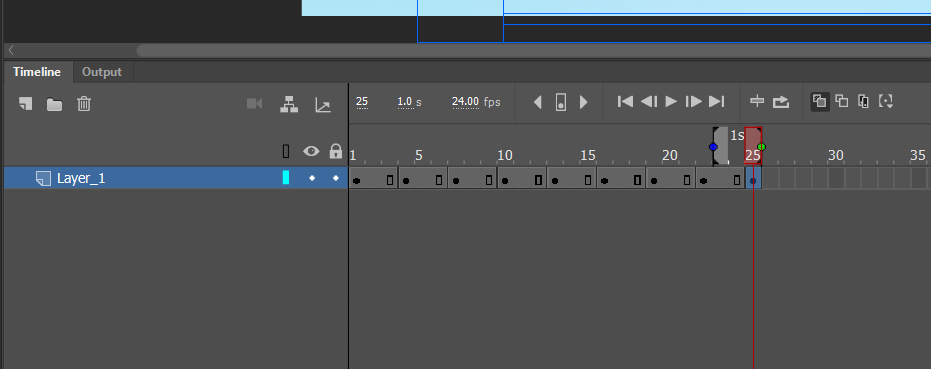 Timeline Output
25 1.0 s 24.00 fps
1s
1 5 10 15 20 25 30 35
Layer_1